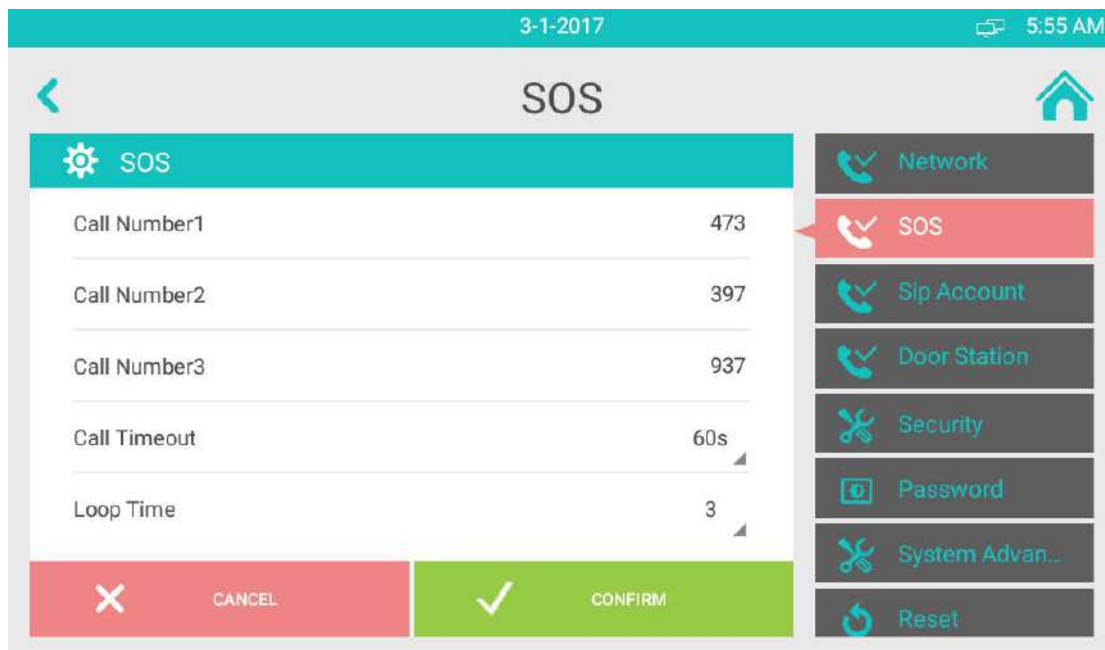 3-1-2017 5:55 AM
SOS
SOS
Call Number1 473
Call Number2 397
Call Number3 937
Call Timeout 60s
Loop Time 3
CANCEL CONFIRM
Network
SOS
Sip Account
Door Station
Security
Password
System Advan...
Reset